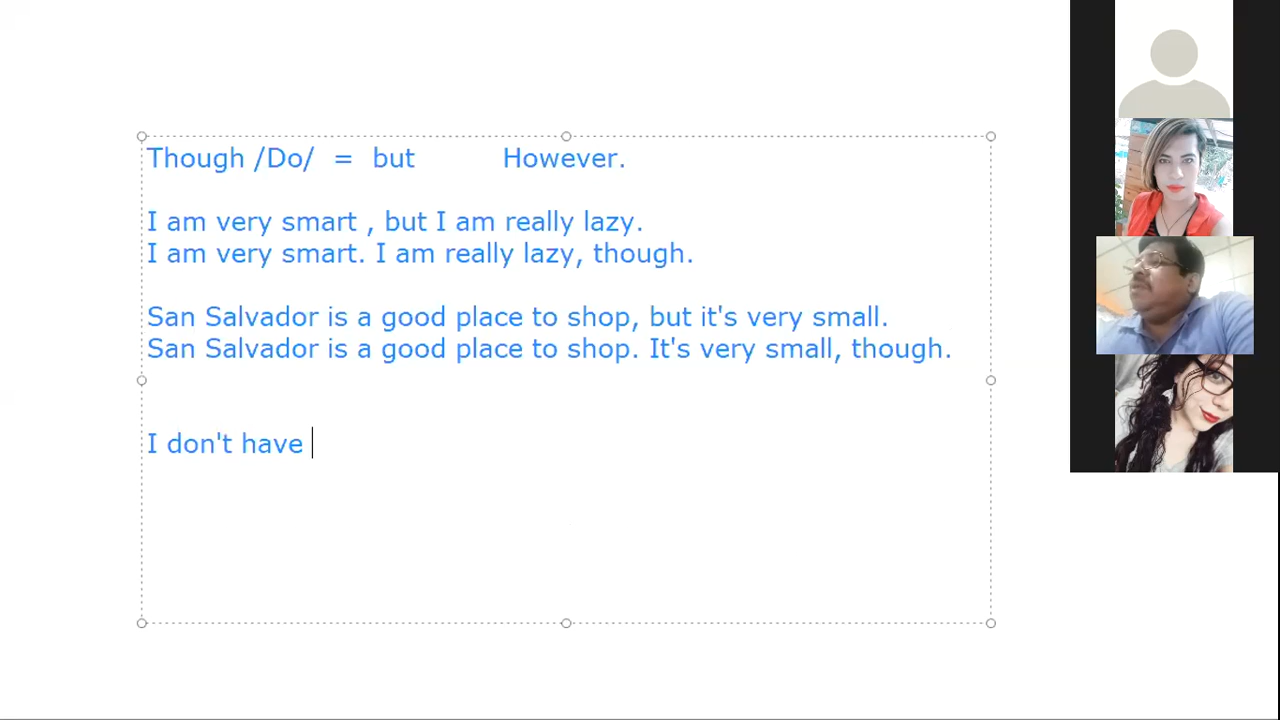 Though /Do/ = but However.
I am very smart , but I am really lazy.
I am very smart. I am really lazy, though.
San Salvador is a good place to shop, but it's very small.
San Salvador is a good place to shop. It's very small, though.
I don't have